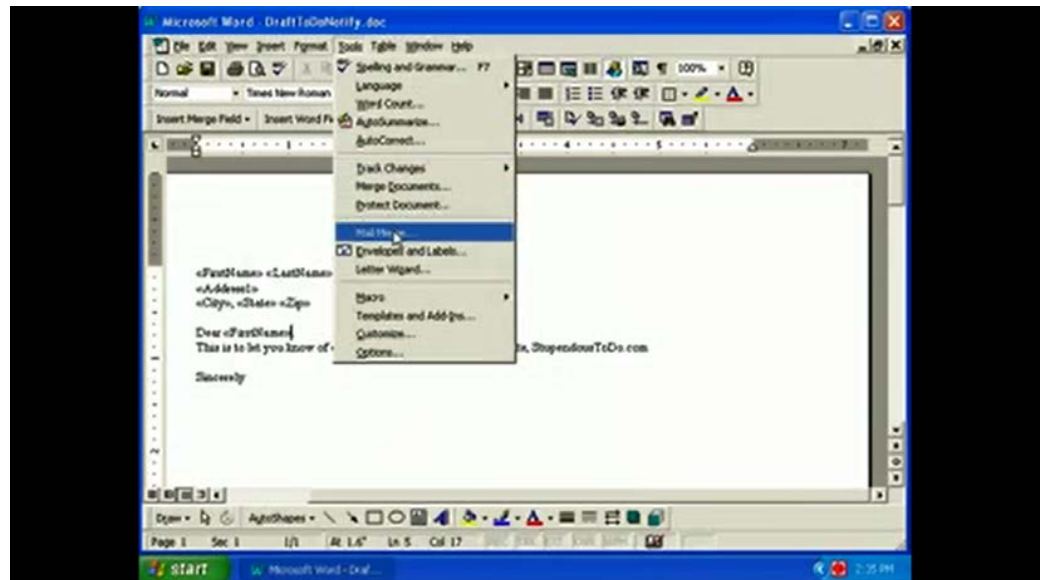 Microsoft Word - DraftToDoNotify.doc
File Edit View Insert Format Tools Table Window Help
100%
Normal Times New Roman
Insert Merge Field Insert Word Fi
Spelling and Grammar... F7
Language
Word Count...
AutoSummarize...
AutoCorrect...
Track Changes
Merge Documents...
Protect Document...
Mail Merge...
Envelopes and Labels...
Letter Wizard...
Macro
Templates and Add-Ins...
Customize...
Options...
«FirstName» «LastName»
«Address1»
«City», «State» «Zip»
Dear «FirstName»
This is to let you know of StupendousToDo.com
Sincerely
Draw AutoShapes
Page 1 Sec 1 1/1 At 1.6" Ln 5 Col 17
start Microsoft Word - Draf... 2:35 PM